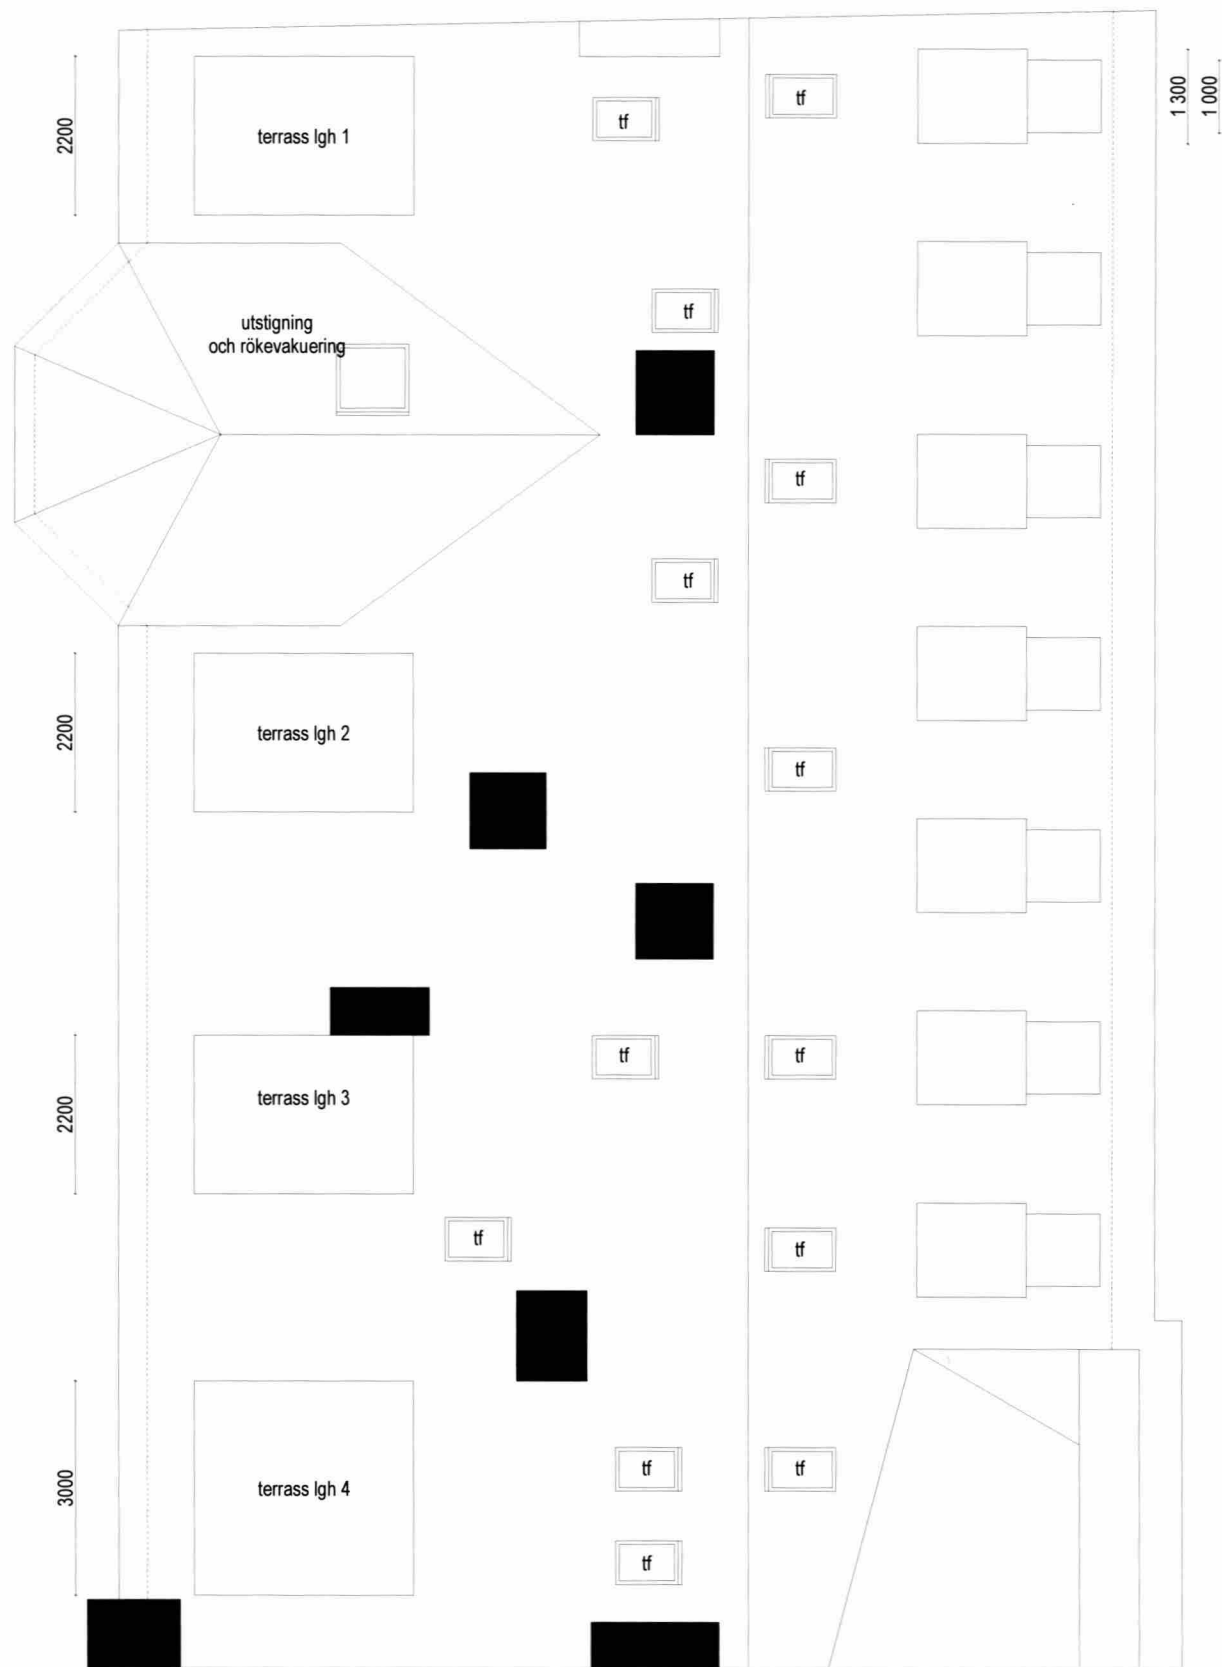 2200
terrass lgh 1
tf
tf
1 300
1 000
utstigning
och rökevakuering
tf
tf
tf
2200
terrass lgh 2
tf
2200
terrass lgh 3
tf
tf
tf
tf
3000
terrass lgh 4
tf
tf
tf